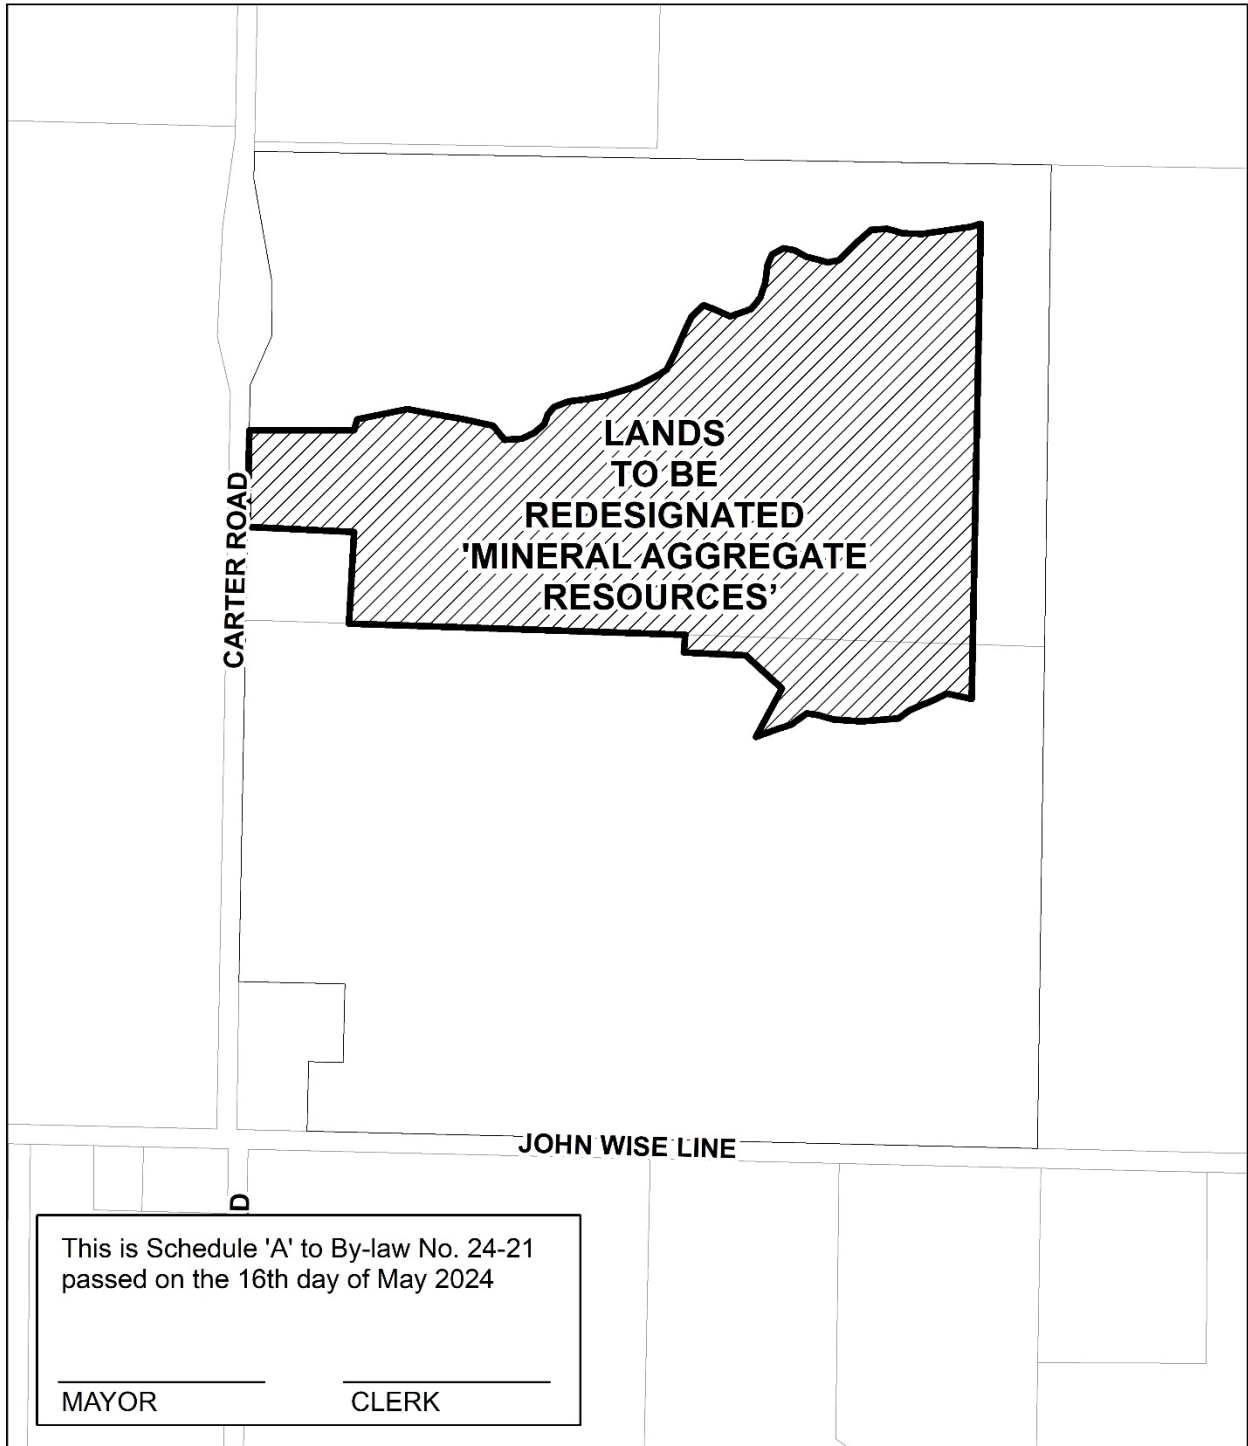 LANDS
TO BE
REDESIGNATED
'MINERAL AGGREGATE
RESOURCES’
CARTER ROAD
JOHN WISE LINE
D
This is Schedule 'A' to By-law No. 24-21
passed on the 16th day of May 2024
MAYOR CLERK